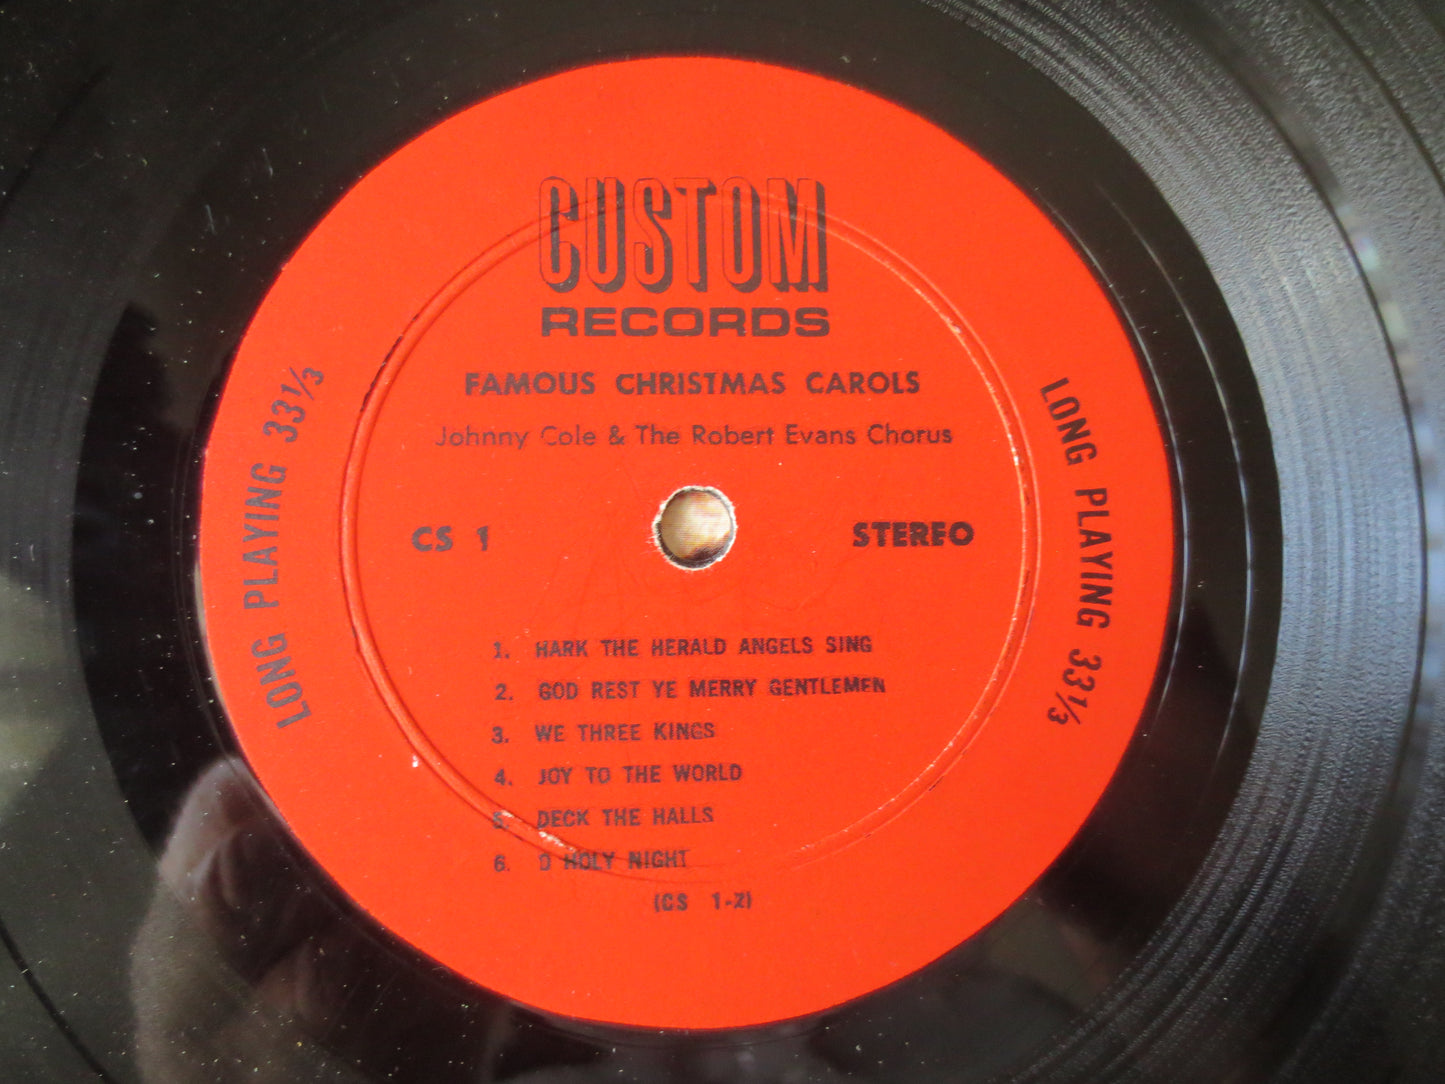 CUSTOM
RECORDS
FAMOUS CHRISTMAS CAROLS
Johnny Cole & The Robert Evans Chorus
CS 1
STEREO
LONG PLAYING 33⅓
LONG PLAYING 33⅓
1. HARK THE HERALD ANGELS SING
2. GOD REST YE MERRY GENTLEMEN
3. WE THREE KINGS
4. JOY TO THE WORLD
5. DECK THE HALLS
6. O HOLY NIGHT
(CS 1-2)